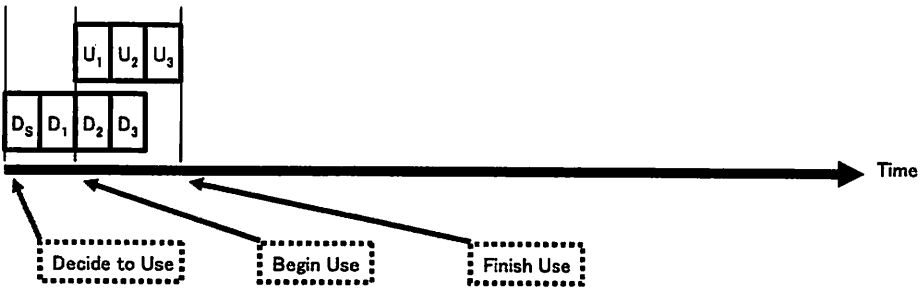 U₁ U₂ U₃
Dₛ D₁ D₂ D₃
Time
Decide to Use
Begin Use
Finish Use